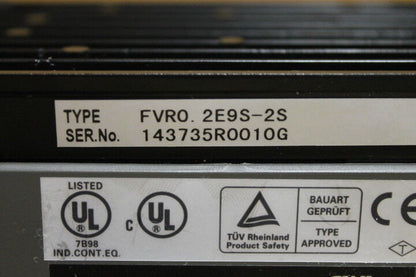 TYPE FVR0. 2E9S-2S
SER.No. 143735R0010G
LISTED
UL
7B98
IND.CONT.EQ.
C UL
TÜV Rheinland
Product Safety
BAUART
GEPRÜFT
TYPE
APPROVED
CE
T